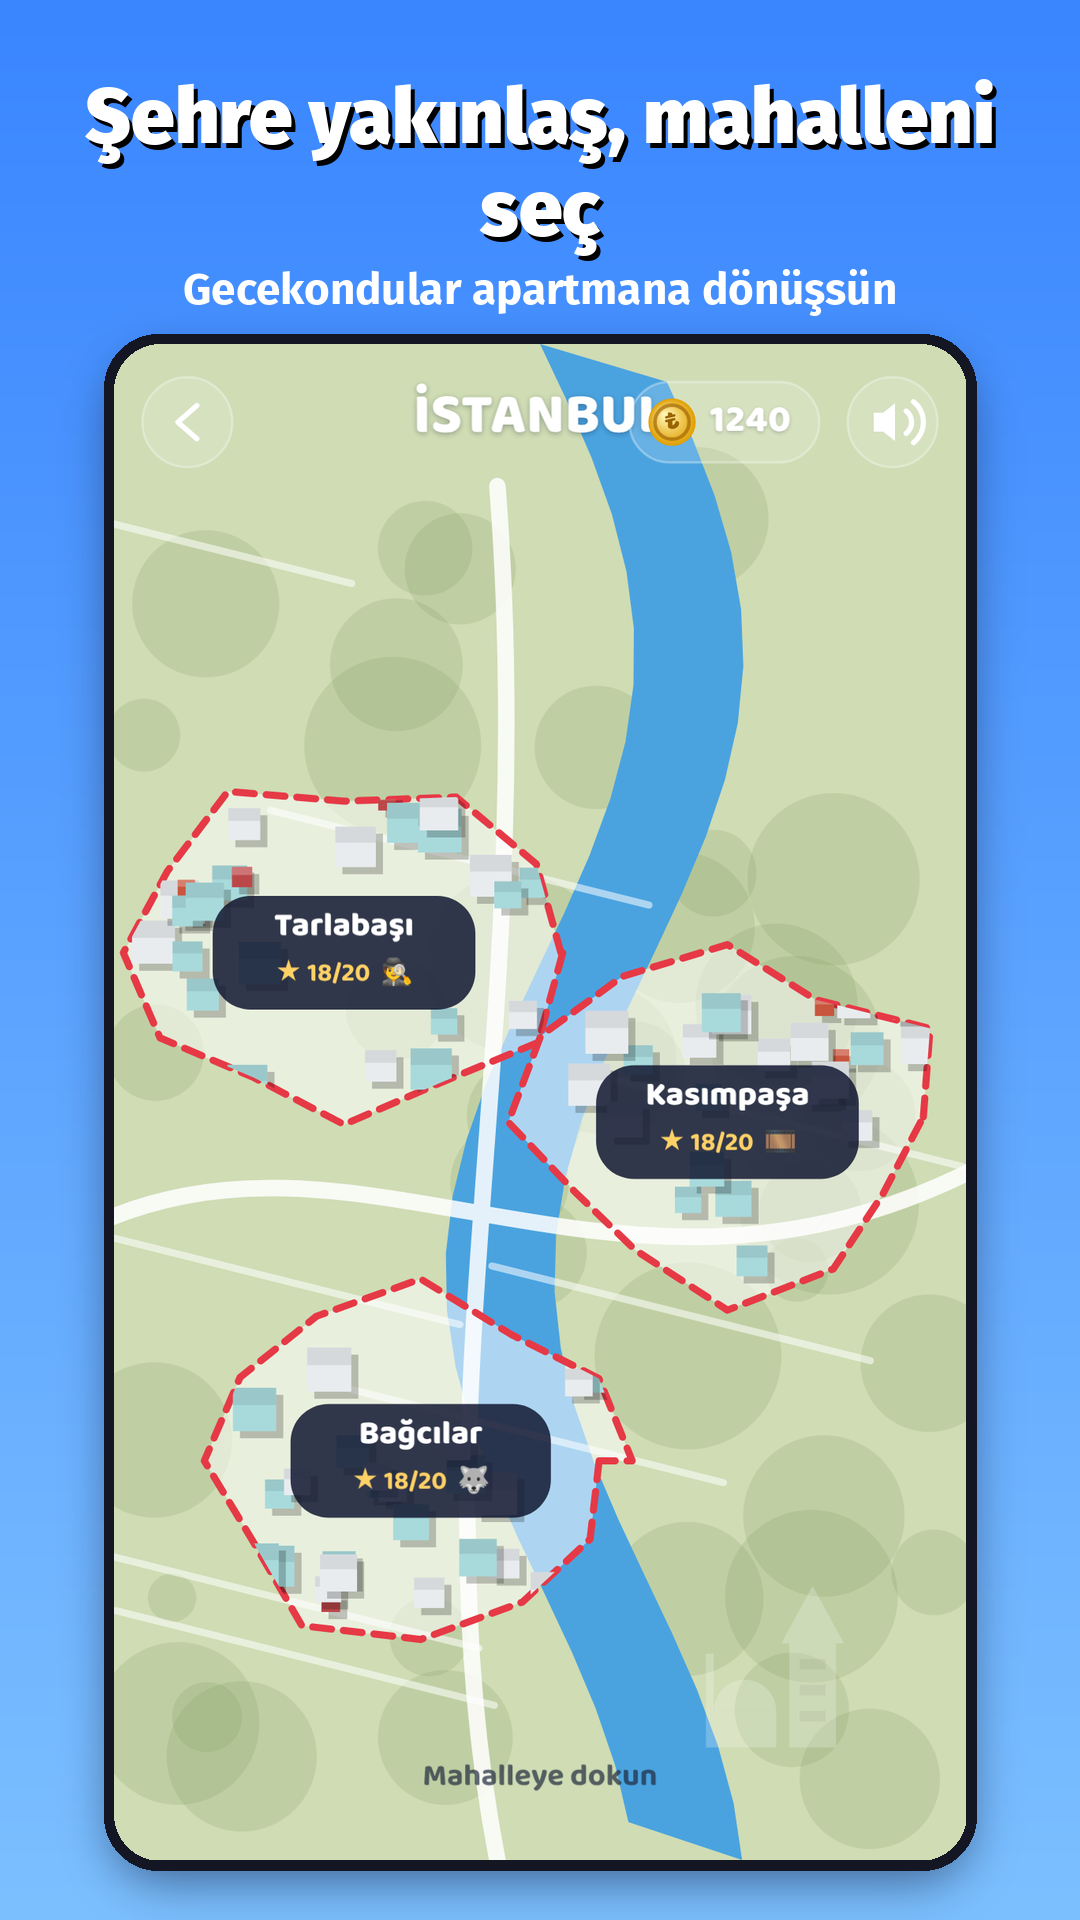 Şehre yakınlaş, mahalleni
seç
Gecekondular apartmana dönüşsün
İSTANBUL
1240
Tarlabaşı
18/20
Kasımpaşa
18/20
Bağcılar
18/20
Mahalleye dokun